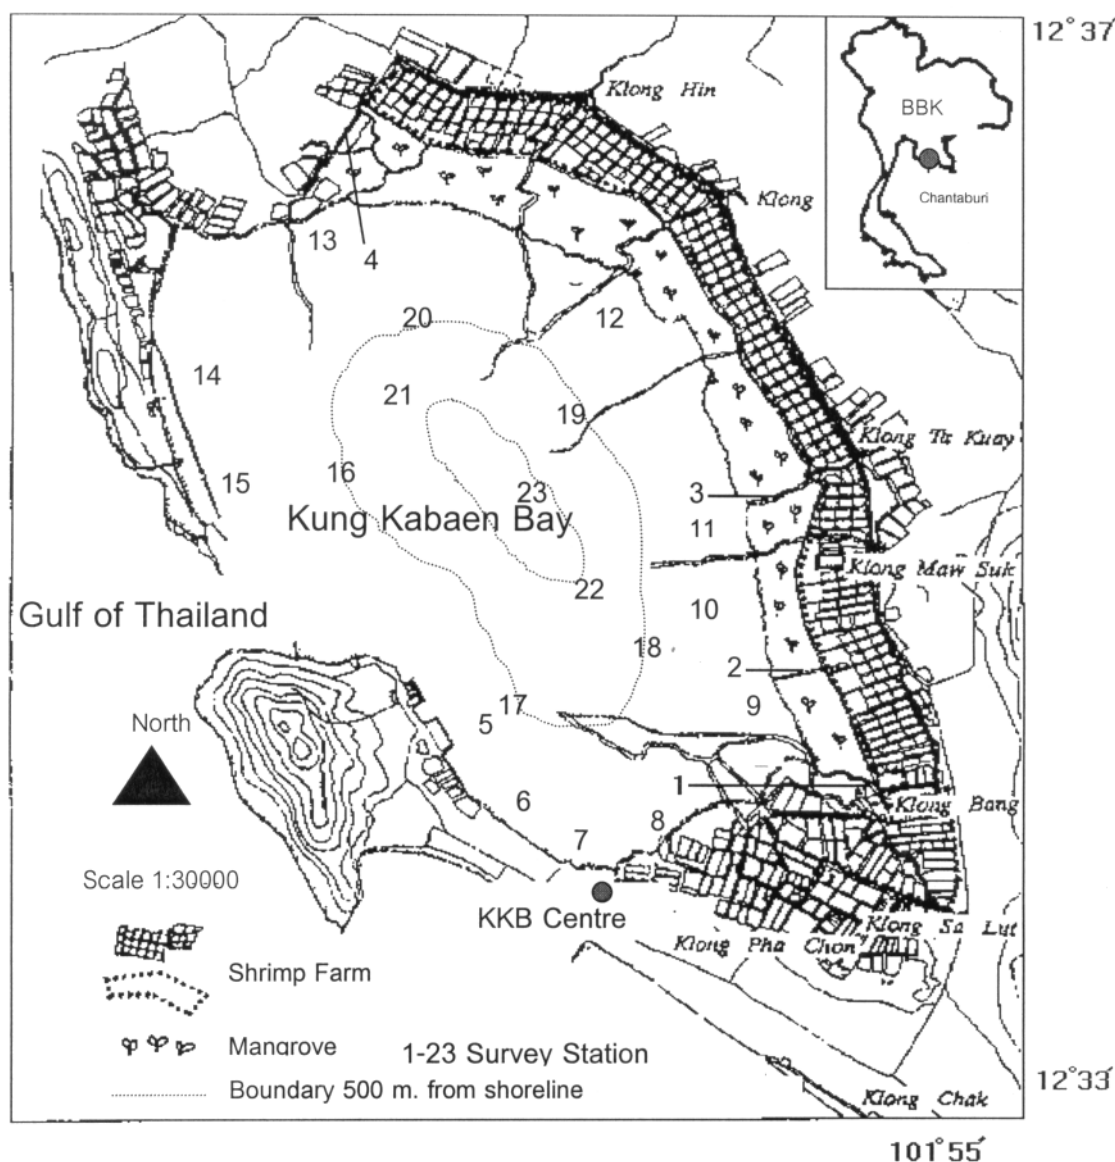 12° 37
BBK
Chantaburi
Klong Hin
Klong
13
4
20
12
14
21
19
Klong Ta Kuay
15
16
23
3
Kung Kabaen Bay
11
Klong Maw Suk
22
10
Gulf of Thailand
18
2
17
5
9
North
6
1
Klong Bang
7
8
Scale 1:30000
KKB Centre
Klong Sa Lut
Klong Pha Chon
Shrimp Farm
Mangrove
1-23 Survey Station
Boundary 500 m. from shoreline
Klong Chak
12° 33'
101° 55'